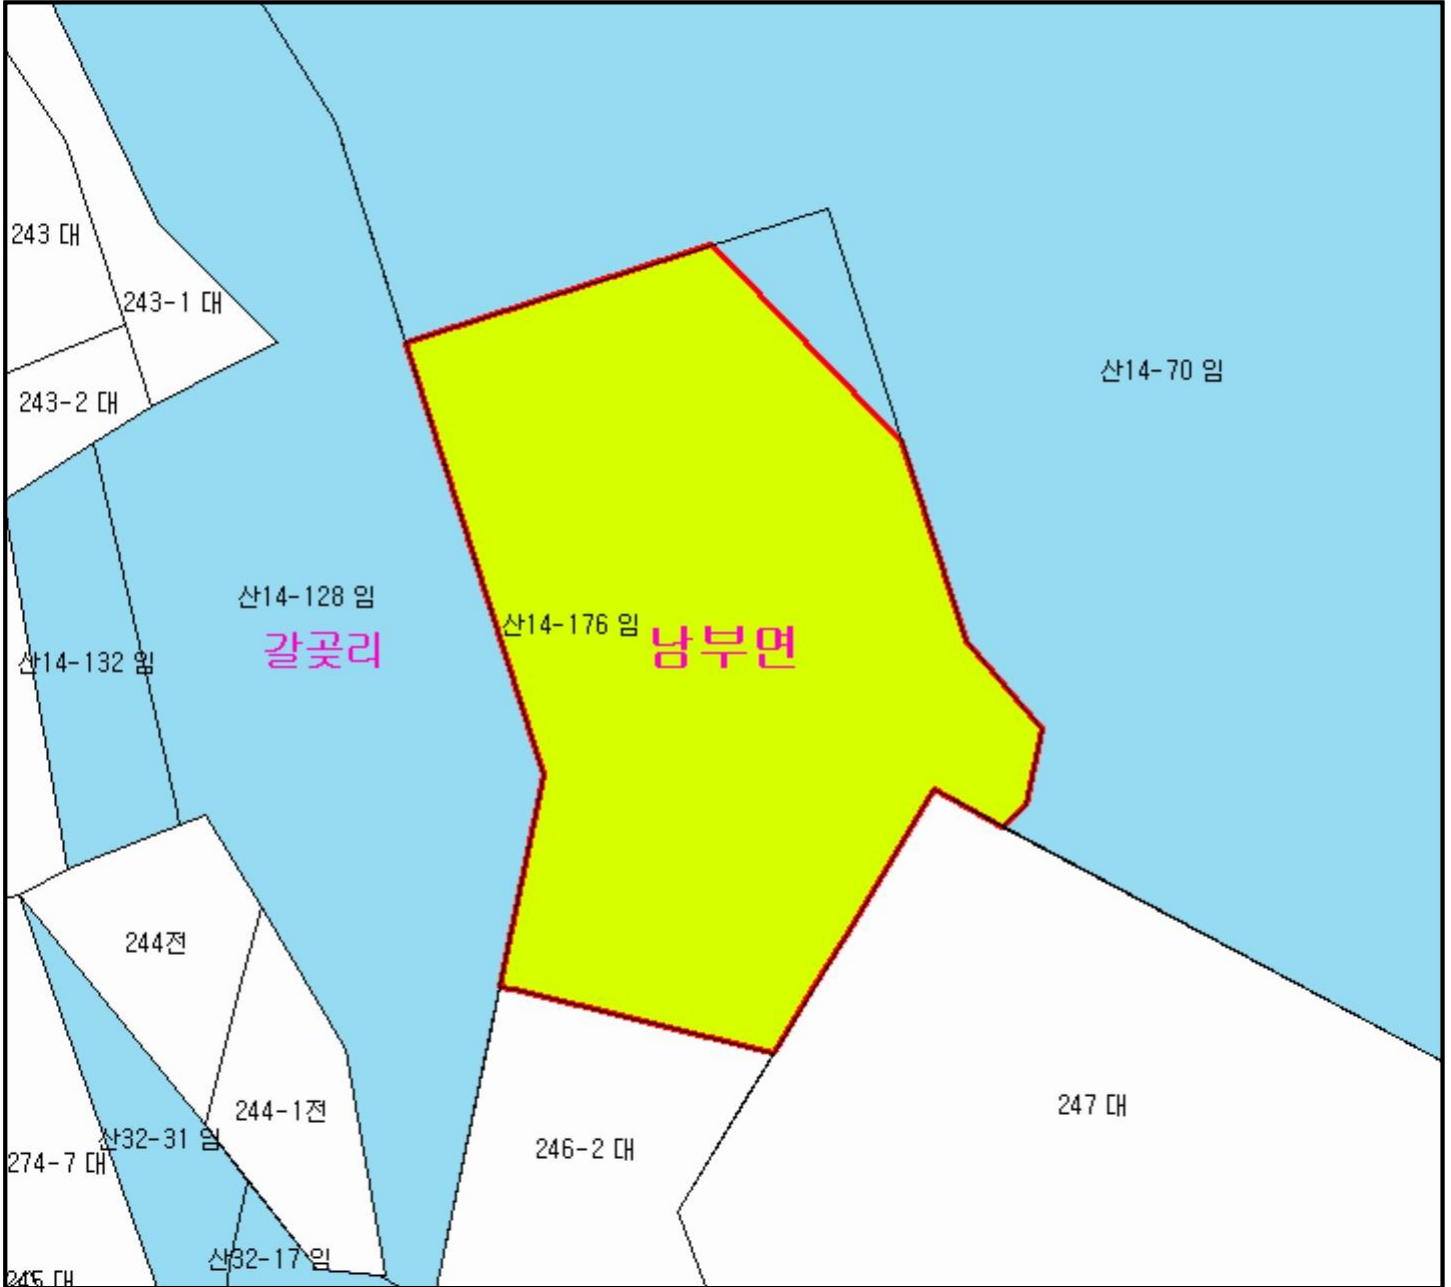 243 대
243-1 대
산14-70 임
243-2 대
산14-128 임
산14-176 임
남부면
갈곶리
산14-132 임
244전
244-1전
247 대
산32-31 임
246-2 대
274-7 대
산32-17 임
245 대